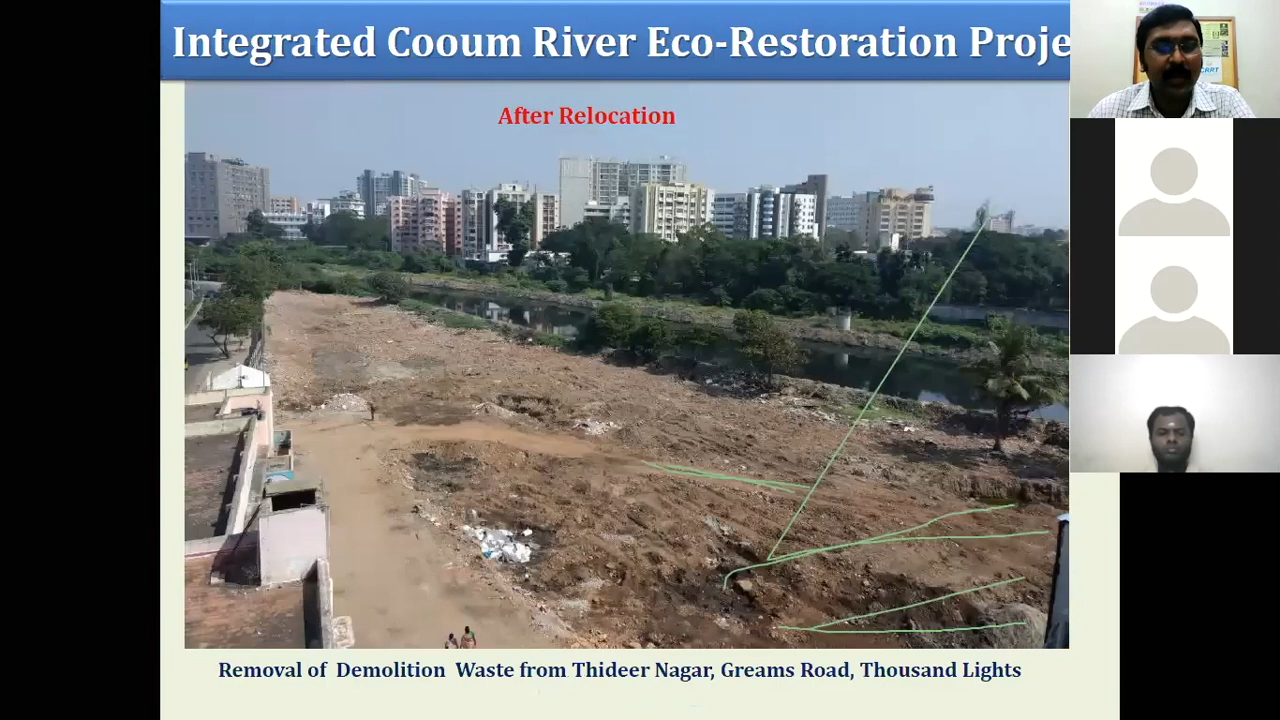 Integrated Cooum River Eco-Restoration Proje
After Relocation
Removal of Demolition Waste from Thideer Nagar, Greams Road, Thousand Lights
CRRT